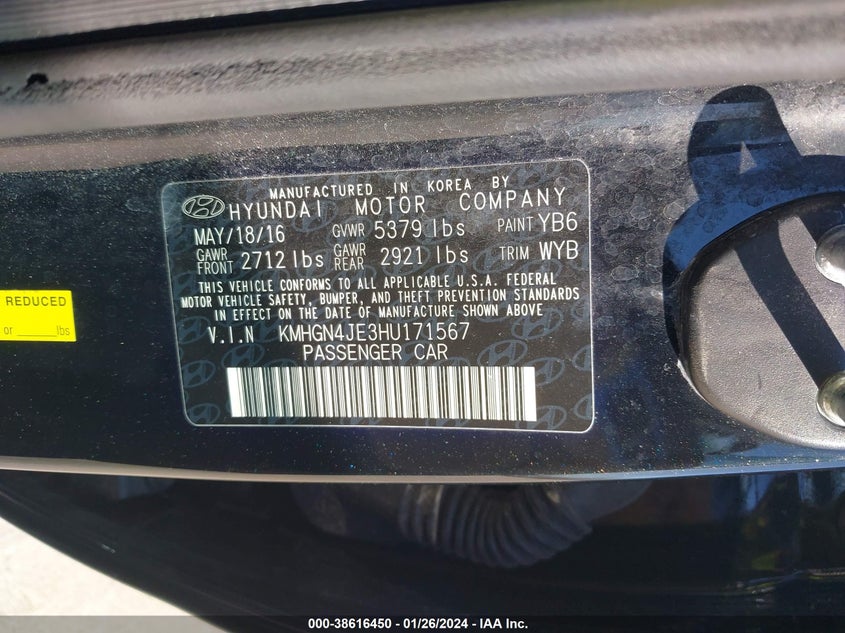 MANUFACTURED IN KOREA BY
HYUNDAI MOTOR COMPANY
MAY/18/16 GVWR 5379 lbs PAINT YB6
GAWR FRONT 2712 lbs GAWR REAR 2921 lbs TRIM WYB
THIS VEHICLE CONFORMS TO ALL APPLICABLE U.S.A. FEDERAL
MOTOR VEHICLE SAFETY, BUMPER, AND THEFT PREVENTION STANDARDS
IN EFFECT ON THE DATE OF MANUFACTURE SHOWN ABOVE
V.I.N KMHGN4JE3HU171567
PASSENGER CAR
REDUCED
or _____lbs
000-38616450 - 01/26/2024 - IAA Inc.